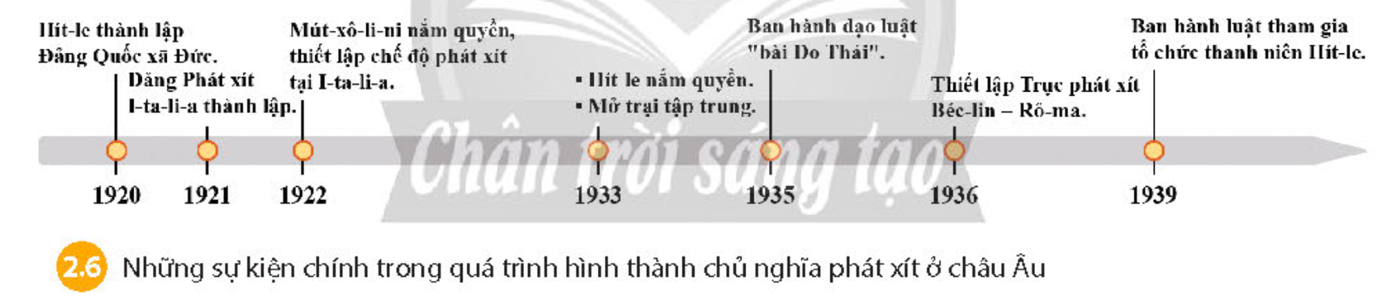 Hít-le thành lập
Đảng Quốc xã Đức.
Đảng Phát xít
I-ta-li-a thành lập.
Mút-xô-li-ni nắm quyền,
thiết lập chế độ phát xít
tại I-ta-li-a.
▪ Hít le nắm quyền.
▪ Mở trại tập trung.
Ban hành đạo luật
"bài Do Thái".
Thiết lập Trục phát xít
Béc-lin – Rô-ma.
Ban hành luật tham gia
tổ chức thanh niên Hít-le.
Chân trời sáng tạo
1920 1921 1922 1933 1935 1936 1939
2.6 Những sự kiện chính trong quá trình hình thành chủ nghĩa phát xít ở châu Âu